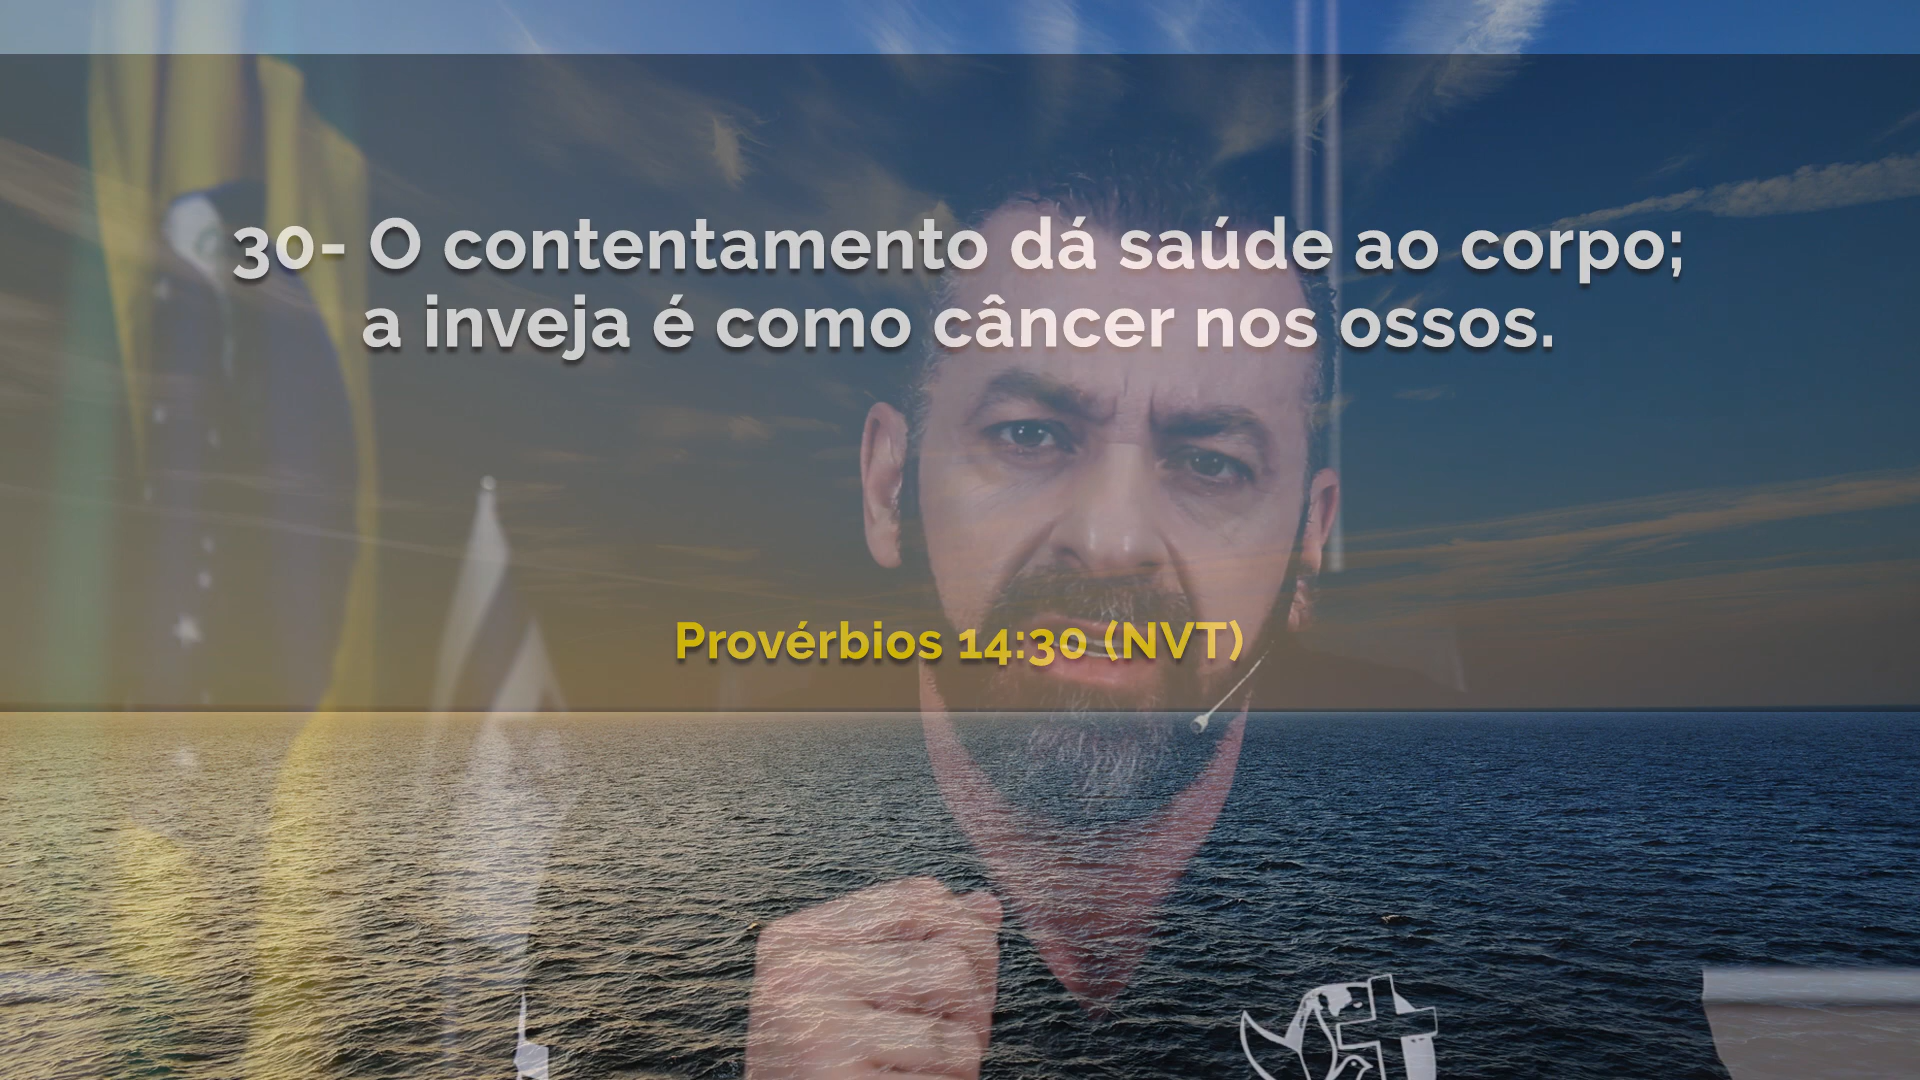 30- O contentamento dá saúde ao corpo;
a inveja é como câncer nos ossos.
Provérbios 14:30 (NVT)